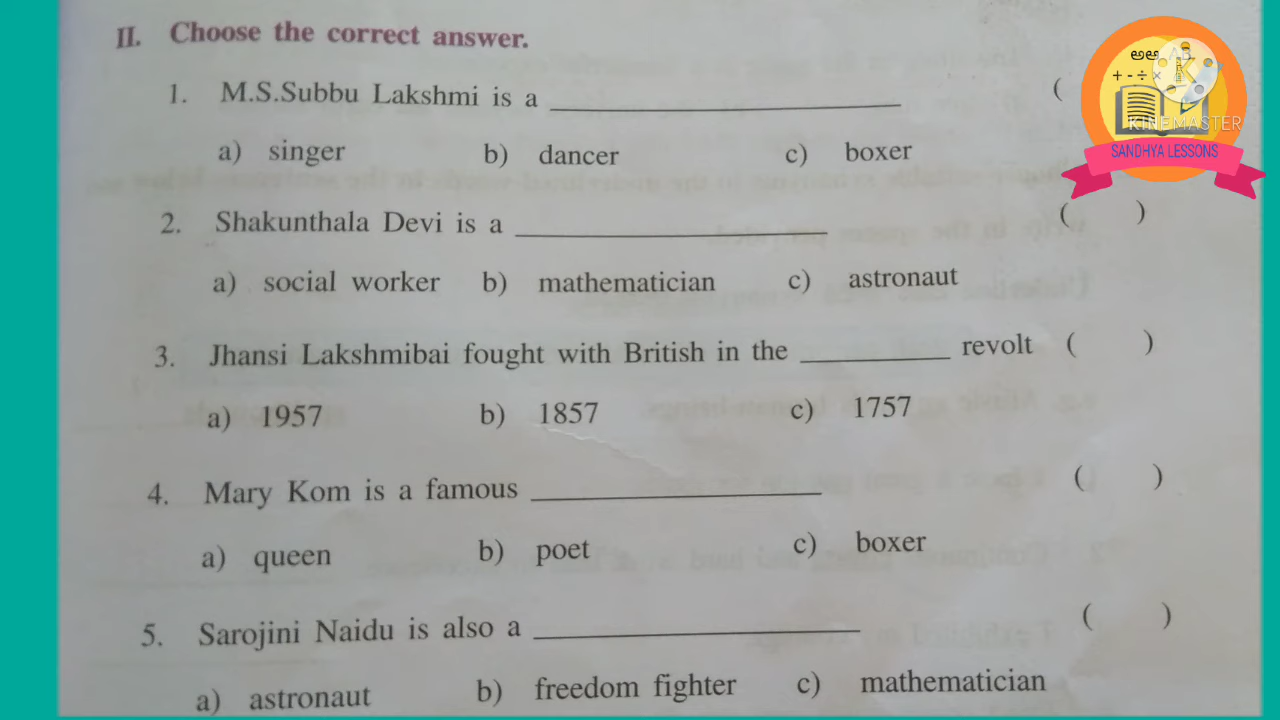 II. Choose the correct answer.
1. M.S.Subbu Lakshmi is a ____________ (
a) singer b) dancer c) boxer
2. Shakunthala Devi is a ____________ ( )
a) social worker b) mathematician c) astronaut
3. Jhansi Lakshmibai fought with British in the ________ revolt ( )
a) 1957 b) 1857 c) 1757
4. Mary Kom is a famous ____________ ( )
a) queen b) poet c) boxer
5. Sarojini Naidu is also a ____________ ( )
a) astronaut b) freedom fighter c) mathematician
+ - ÷ ×
KINEMASTER
SANDHYA LESSONS